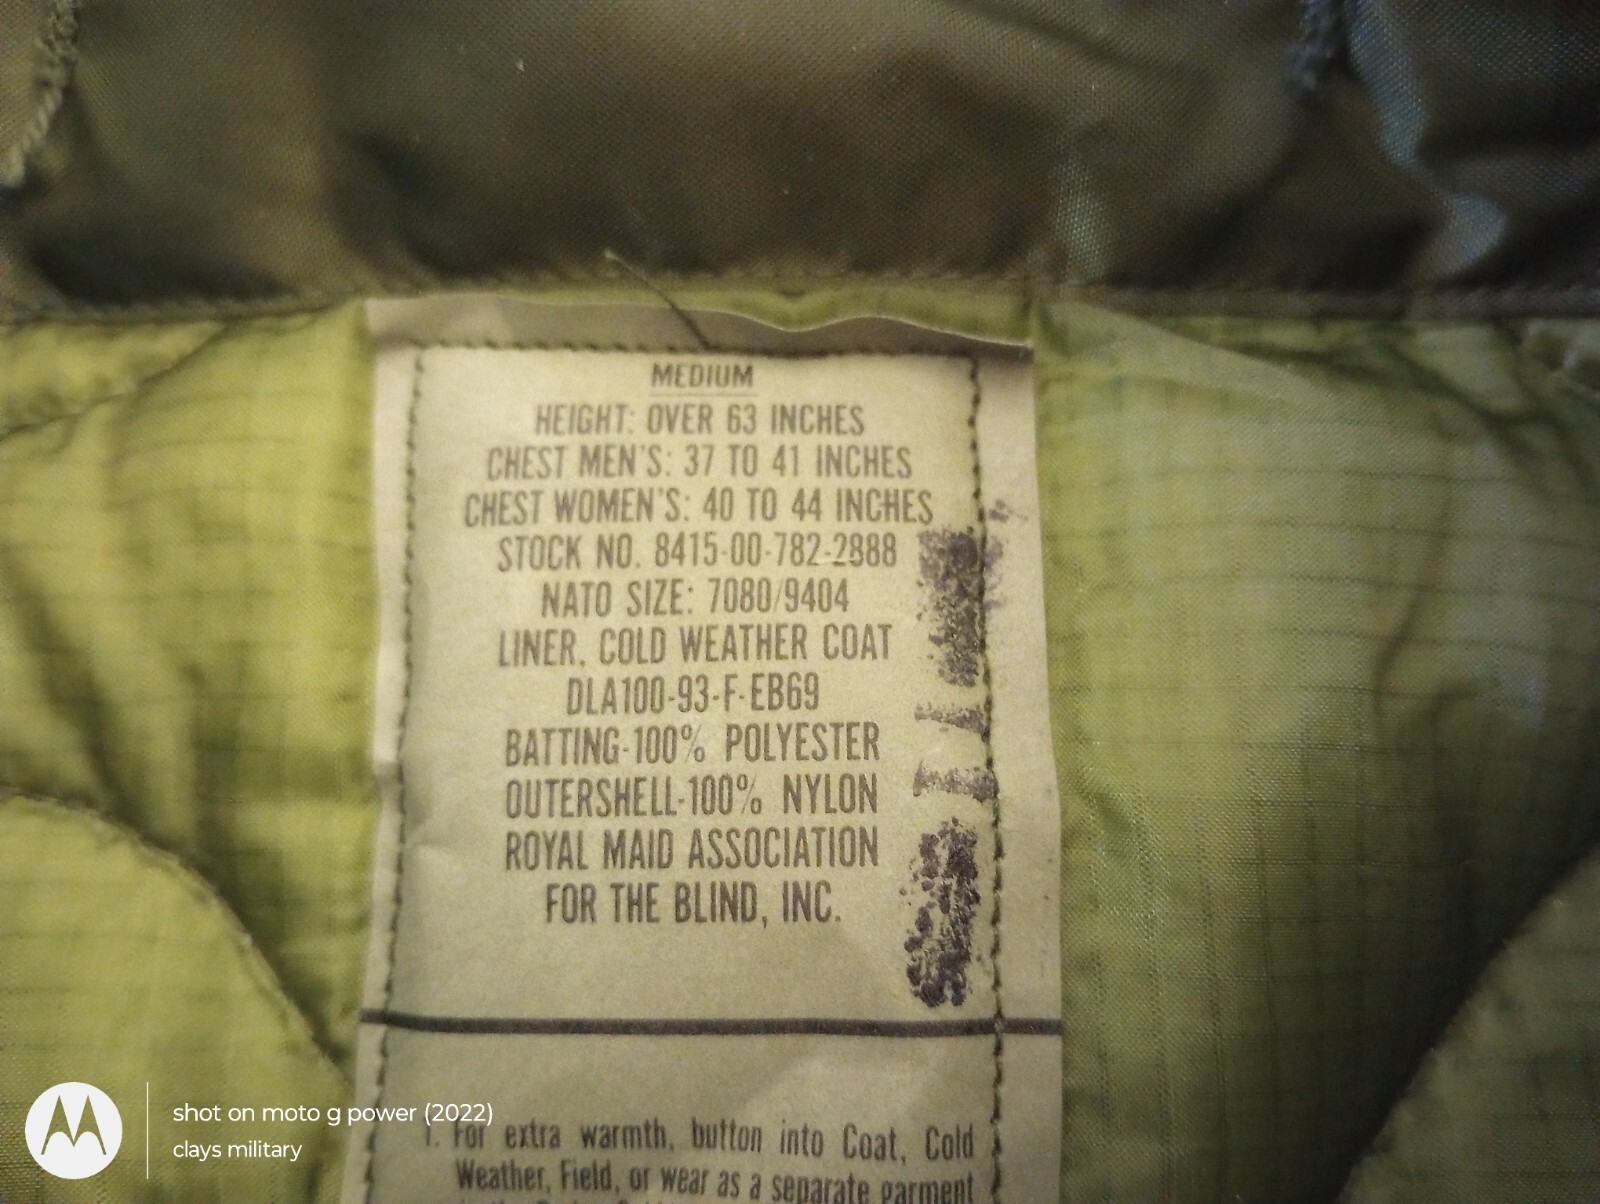 MEDIUM
HEIGHT: OVER 63 INCHES
CHEST MEN'S: 37 TO 41 INCHES
CHEST WOMEN'S: 40 TO 44 INCHES
STOCK NO. 8415-00-782-2888
NATO SIZE: 7080/9404
LINER, COLD WEATHER COAT
DLA100-93-F-EB69
BATTING-100% POLYESTER
OUTERSHELL-100% NYLON
ROYAL MAID ASSOCIATION
FOR THE BLIND, INC.
1. For extra warmth, button into Coat, Cold
Weather, Field, or wear as a separate garment
shot on moto g power (2022)
clays military